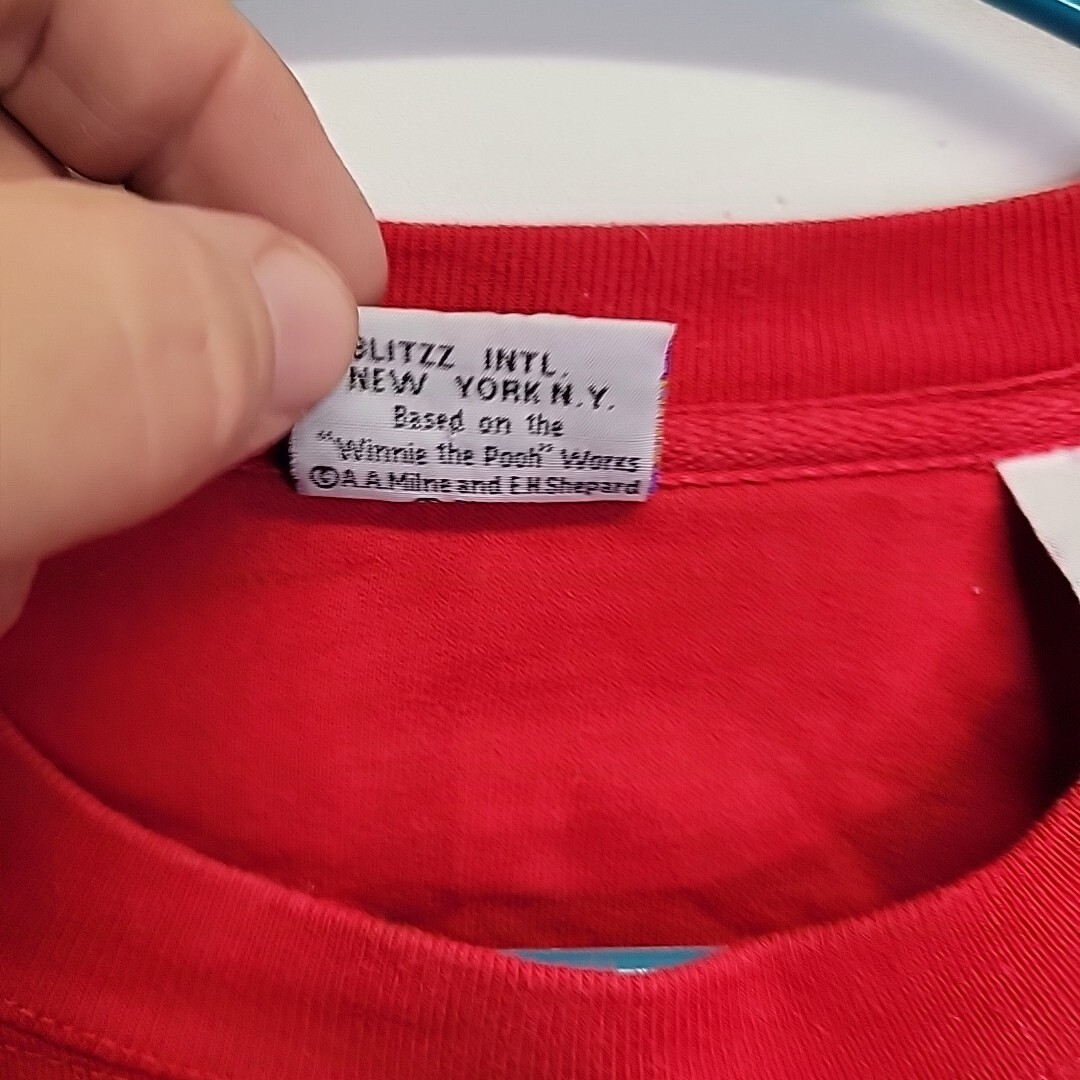 BLITZZ INTL.
NEW YORK N.Y.
Based on the
"Winnie the Pooh" Works
©A.A.Milne and E.H.Shepard